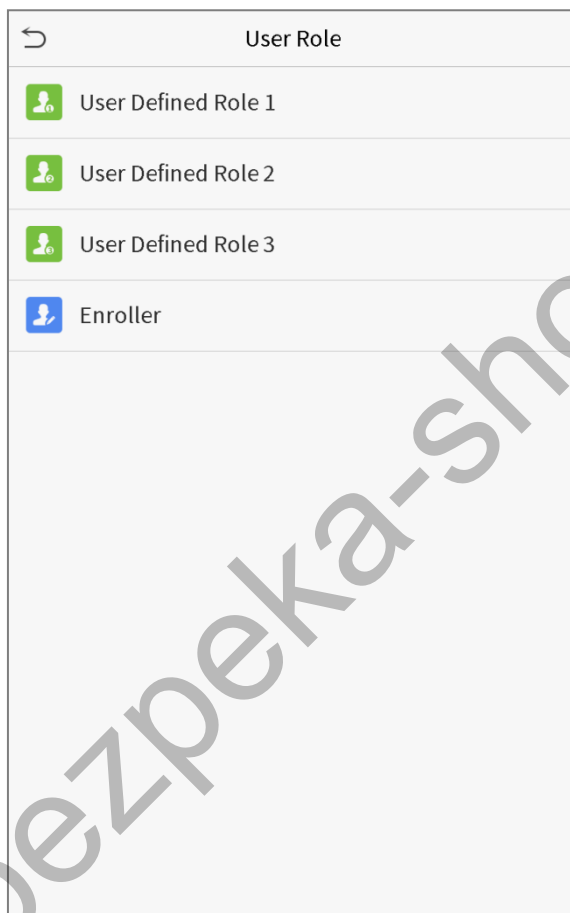 User Role
User Defined Role 1
User Defined Role 2
User Defined Role 3
Enroller
bezpeka-sho